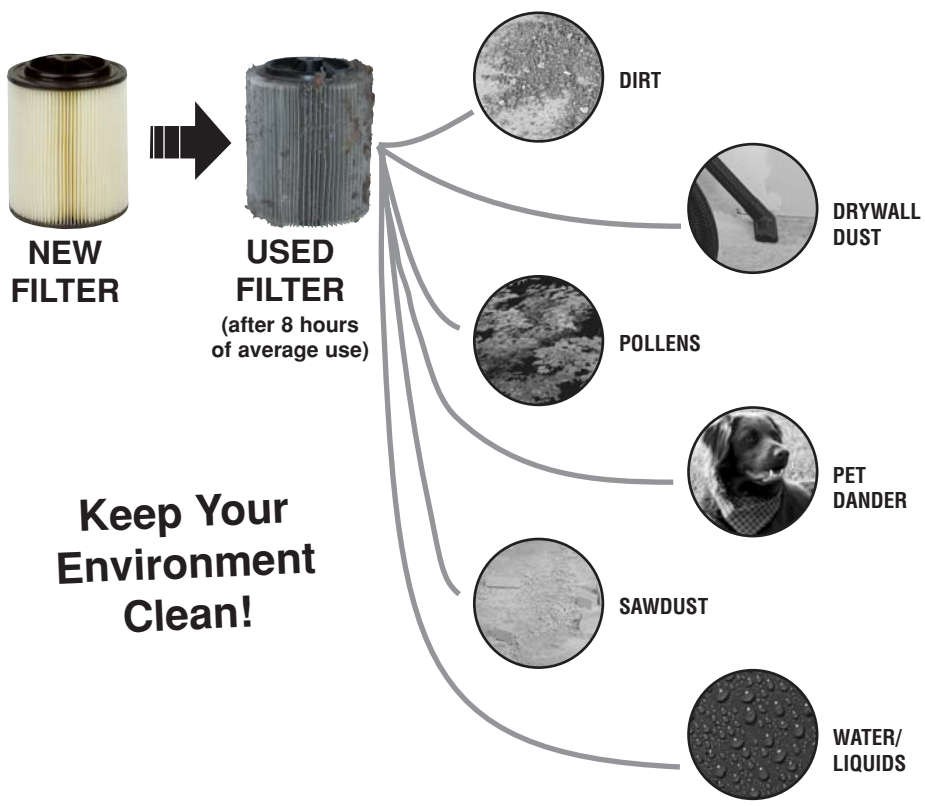 NEW
FILTER
USED
FILTER
(after 8 hours
of average use)
DIRT
DRYWALL
DUST
POLLENS
PET
DANDER
SAWDUST
WATER/
LIQUIDS
Keep Your
Environment
Clean!